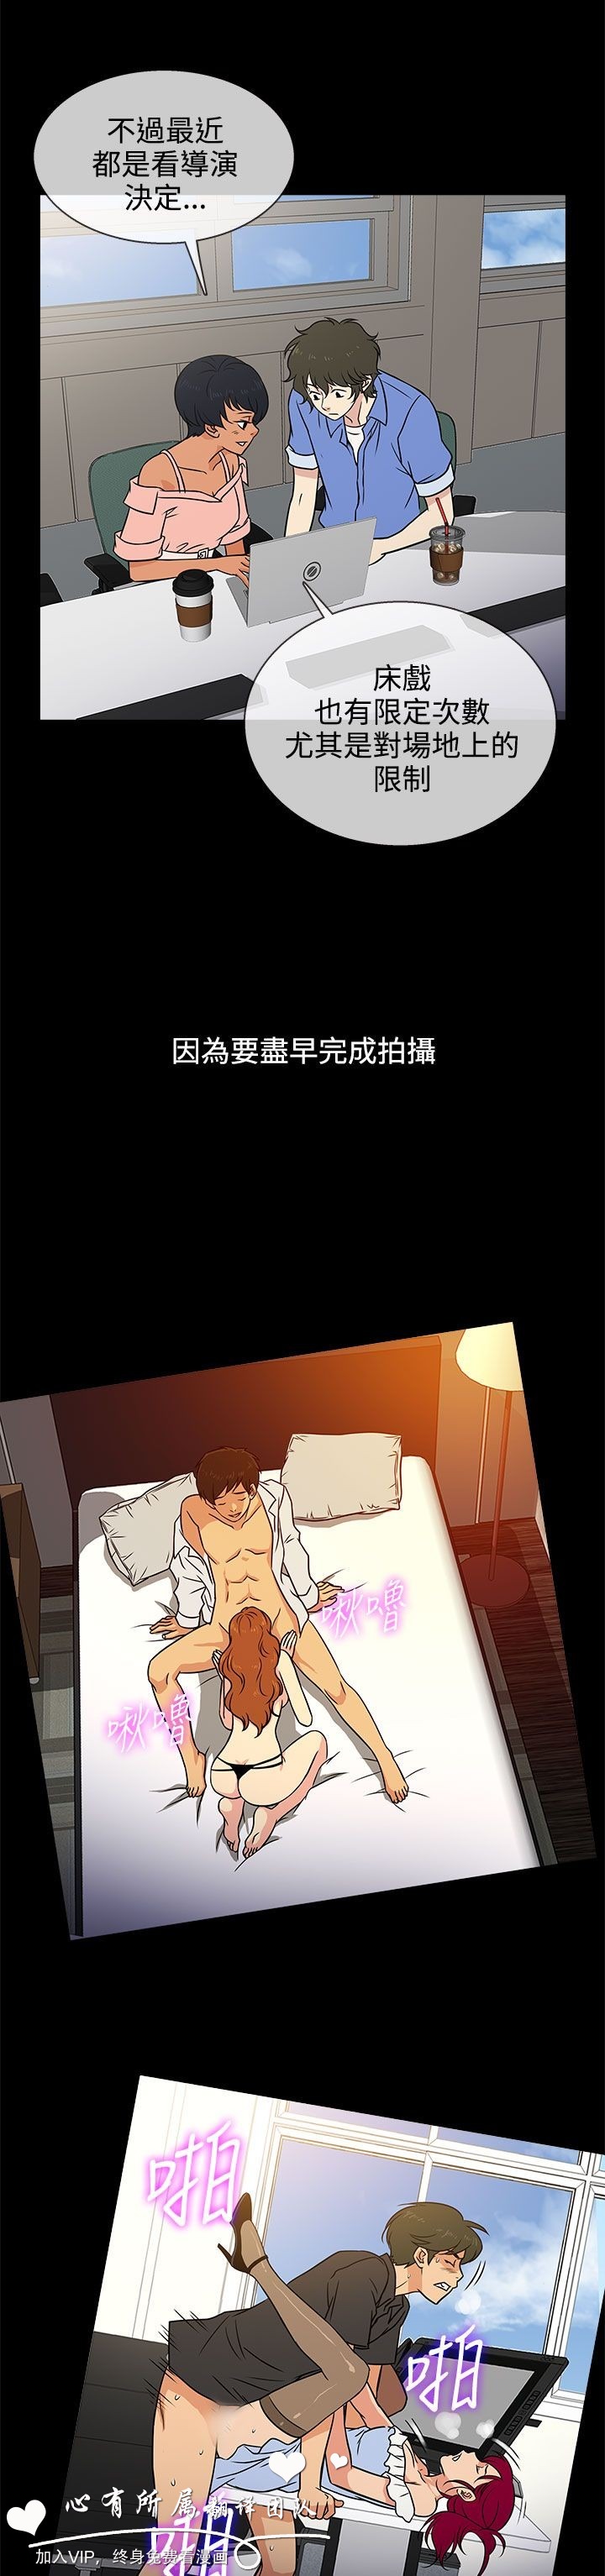 不過最近
都是看導演
決定...
床戲
也有限定次數
尤其是對場地上的
限制
因為要盡早完成拍攝
啾嚕
啾嚕
啪
啪
心有所属翻译团队
啪
加入VIP，终身免费看漫画